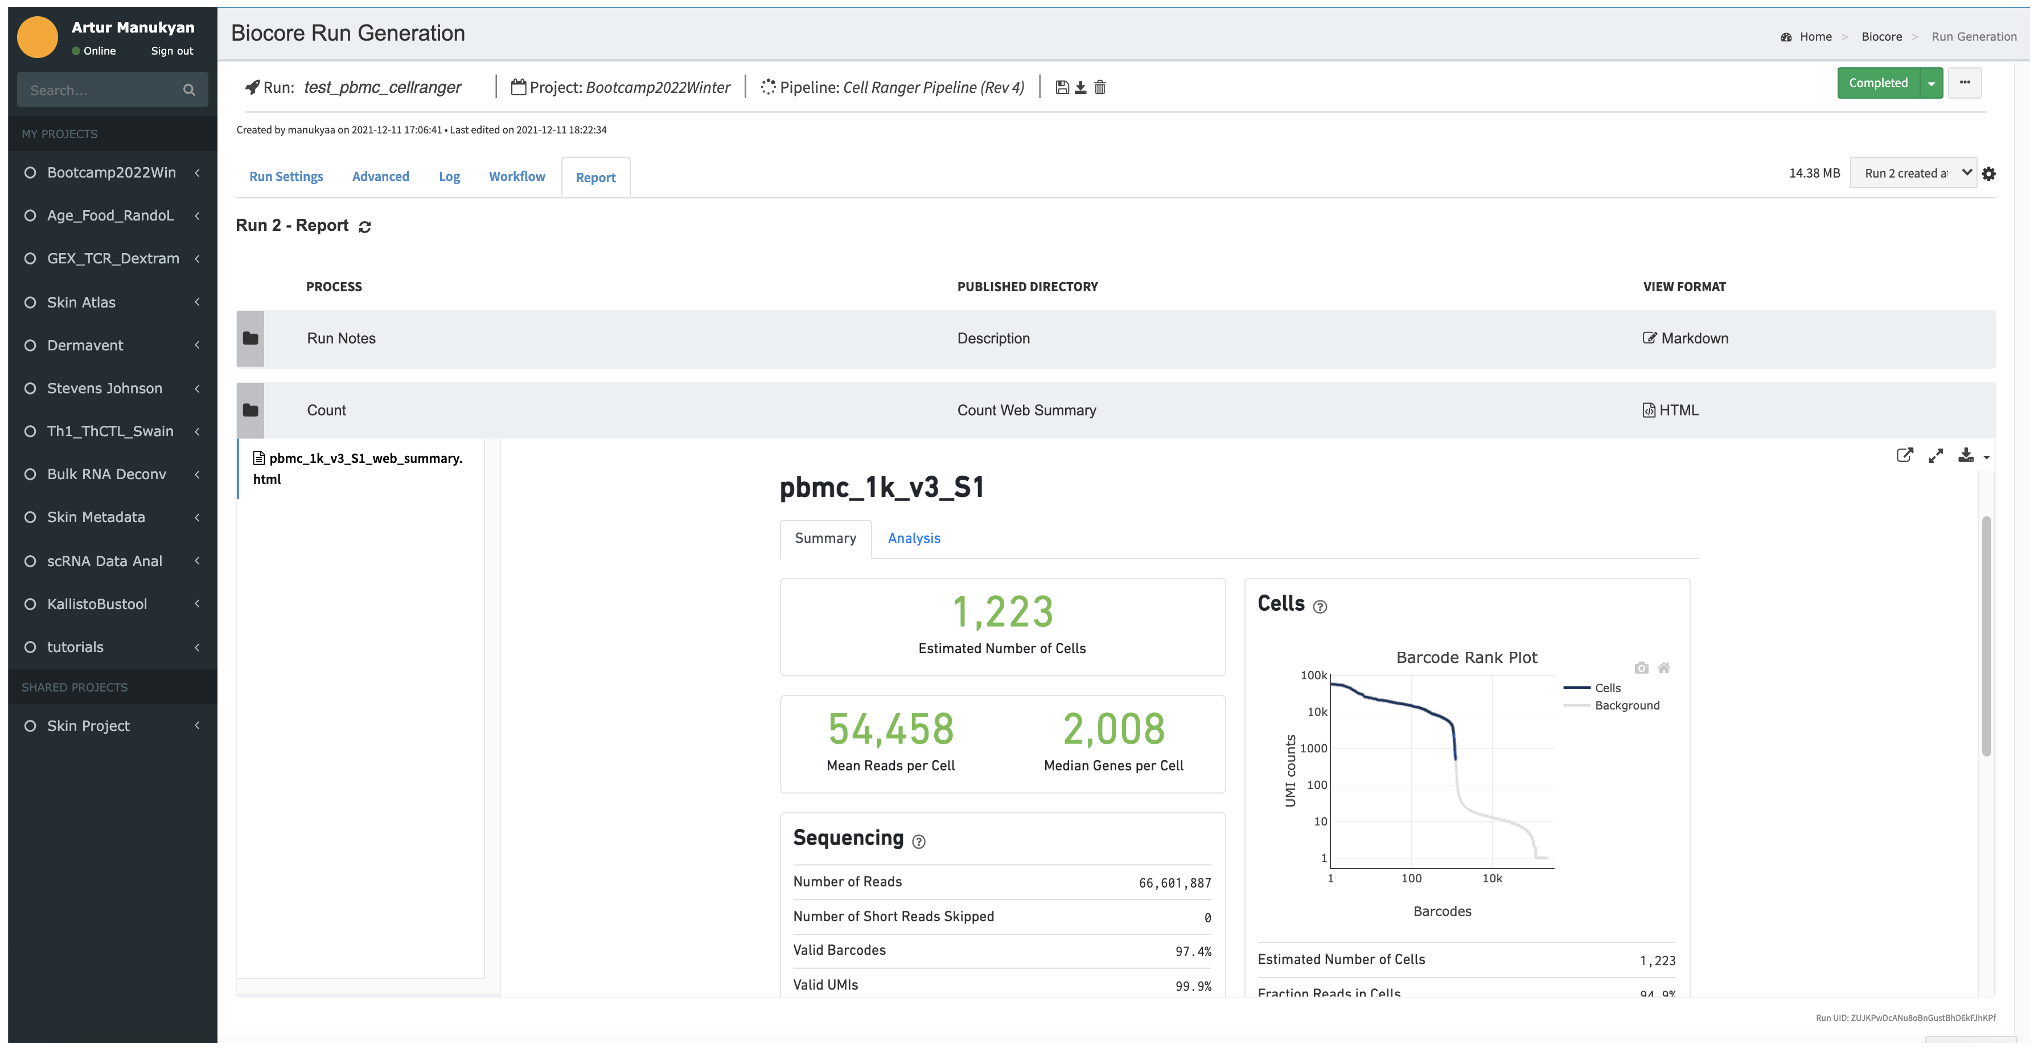 Artur Manukyan
Online Sign out
Search...
MY PROJECTS
Bootcamp2022Win
Age_Food_RandoL
GEX_TCR_Dextram
Skin Atlas
Dermavent
Stevens Johnson
Th1_ThCTL_Swain
Bulk RNA Deconv
Skin Metadata
scRNA Data Anal
KallistoBustool
tutorials
SHARED PROJECTS
Skin Project
Biocore Run Generation
Home > Biocore > Run Generation
Run: test_pbmc_cellranger | Project: Bootcamp2022Winter | Pipeline: Cell Ranger Pipeline (Rev 4) |
Completed
Created by manukyaa on 2021-12-11 17:06:41 • Last edited on 2021-12-11 18:22:34
Run Settings Advanced Log Workflow Report
14.38 MB Run 2 created at
Run 2 - Report
PROCESS PUBLISHED DIRECTORY VIEW FORMAT
Run Notes Description Markdown
Count Count Web Summary HTML
pbmc_1k_v3_S1_web_summary.
html
pbmc_1k_v3_S1
Summary Analysis
1,223
Estimated Number of Cells
54,458 2,008
Mean Reads per Cell Median Genes per Cell
Sequencing ?
Number of Reads 66,601,887
Number of Short Reads Skipped 0
Valid Barcodes 97.4%
Valid UMIs 99.9%
Cells ?
Barcode Rank Plot
Cells
Background
UMI counts
100k
10k
1000
100
10
1
1 100 10k
Barcodes
Estimated Number of Cells 1,223
Fraction Reads in Cells 94.9%
Run UID: ZUJKPwDcANu8oBnGustBhD6kFJhKPf